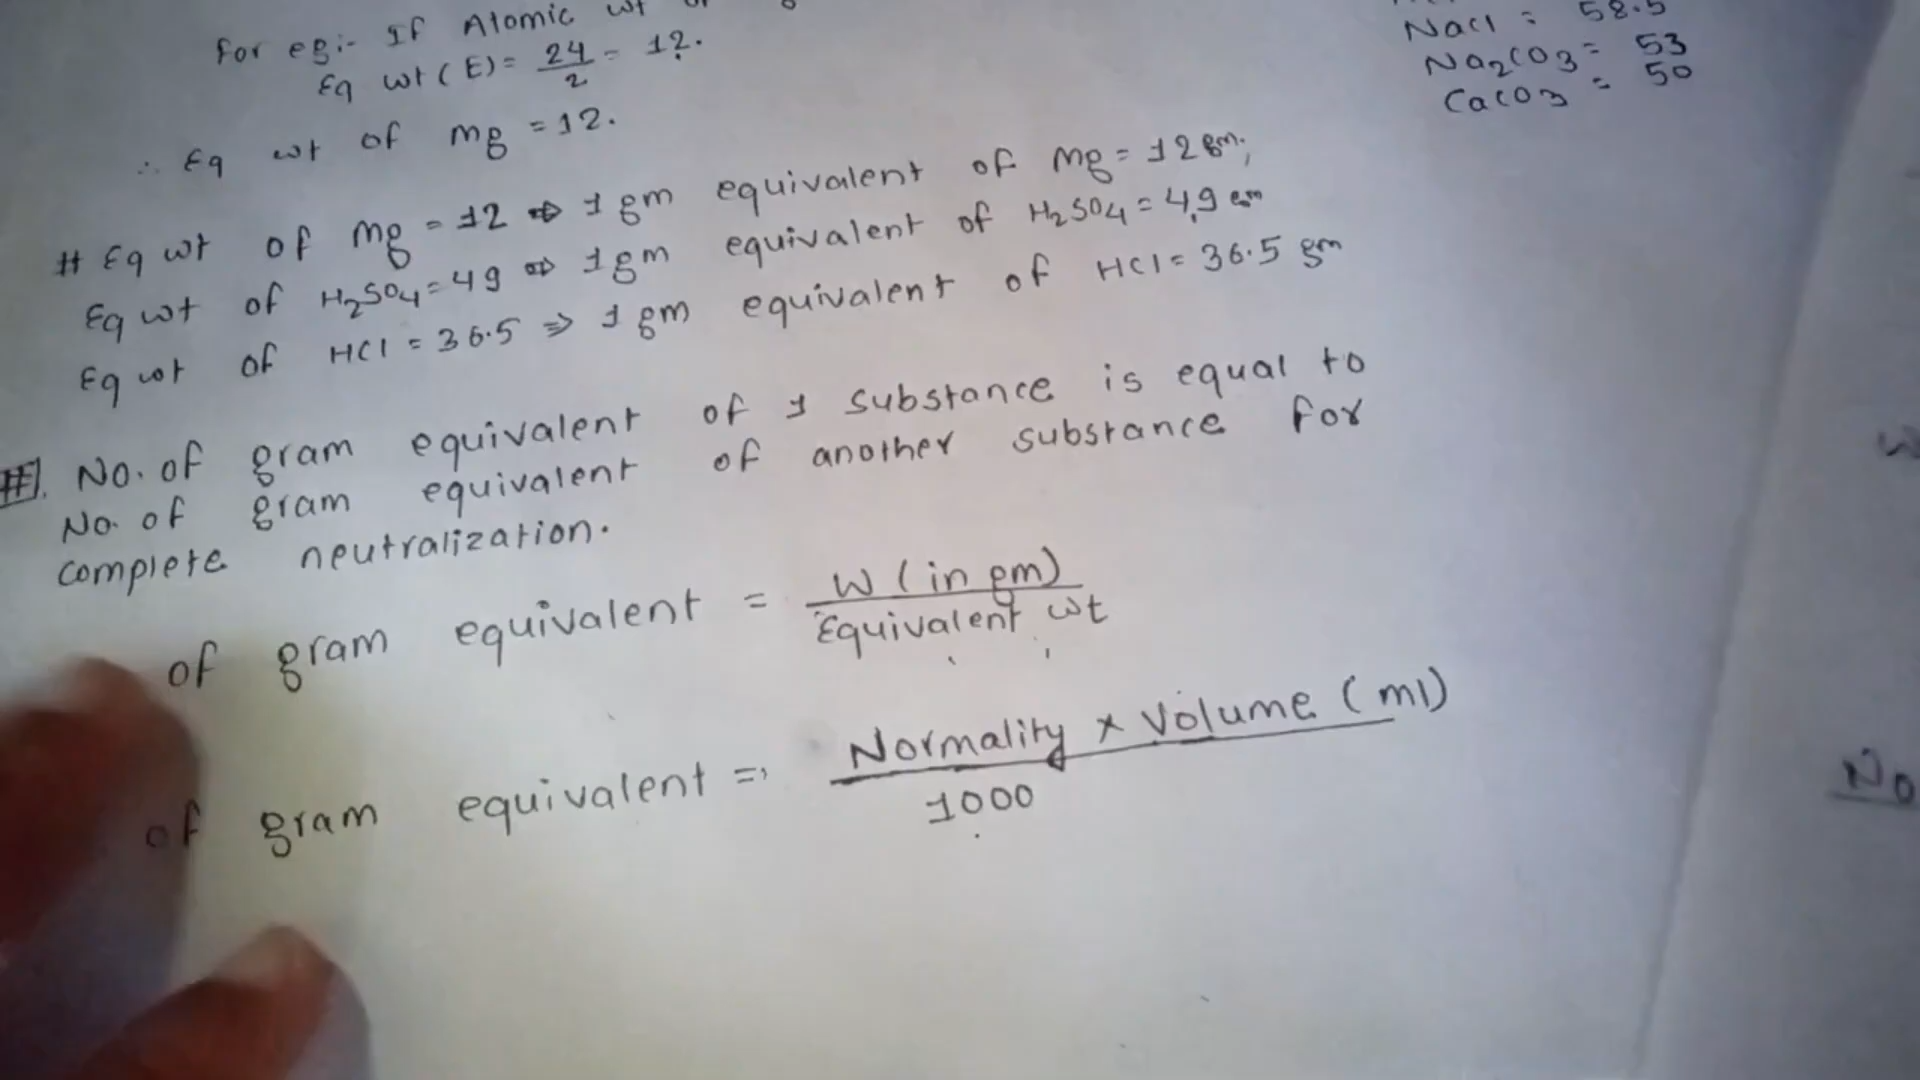 For eg:- If Atomic wt
Eq wt (E) = 24/2 = 12.
∴ Eq wt of mg = 12.
# Eq wt of mg = 12 ⇒ 1 gm equivalent of mg = 12 gm.
Eq wt of H2SO4 = 49 ⇒ 1 gm equivalent of H2SO4 = 49 gm
Eq wt of HCl = 36.5 ⇒ 1 gm equivalent of HCl = 36.5 gm
#. No. of gram equivalent of 1 substance is equal to
No. of gram equivalent of another substance for
complete neutralization.
of gram equivalent = W (in gm) / Equivalent wt
of gram equivalent = Normality x Volume (ml) / 1000
NaCl = 58.5
Na2CO3 = 53
CaCO3 = 50
No